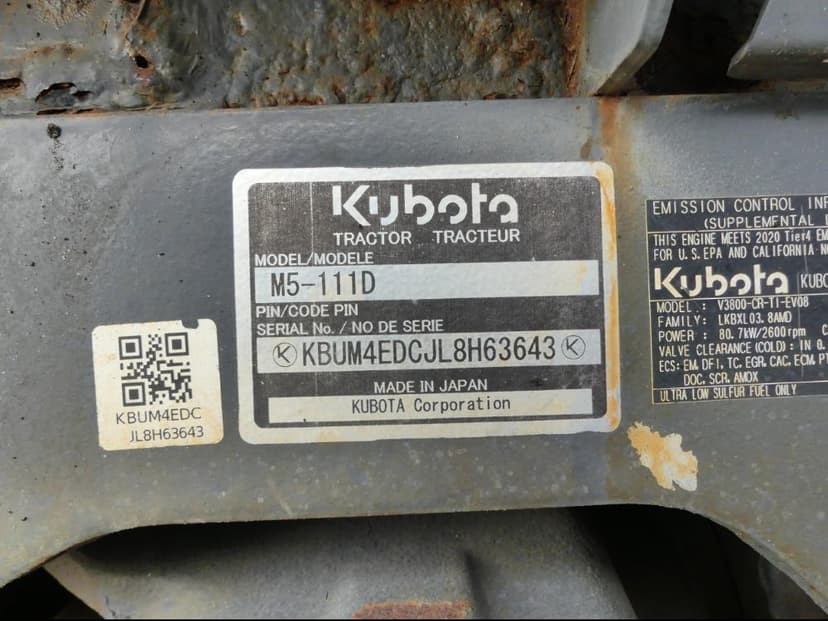 Kubota
TRACTOR TRACTEUR
MODEL/MODELE
M5-111D
PIN/CODE PIN
SERIAL No. / NO DE SERIE
KBUM4EDCJL8H63643
MADE IN JAPAN
KUBOTA Corporation
KBUM4EDC
JL8H63643
EMISSION CONTROL INF
(SUPPLEMENTAL
THIS ENGINE MEETS 2020 Tier4 EM
FOR U.S. EPA AND CALIFORNIA N
Kubota KUBO
MODEL : V3800-CR-TI-EV08
FAMILY: LKBXL03.8AMD
POWER : 80.7kW/2600rpm C
VALVE CLEARANCE (COLD) : IN 0.
ECS: EM, DFI, TC, EGR, CAC, ECM, PT
DOC, SCR, AMOX
ULTRA LOW SULFUR FUEL ONLY